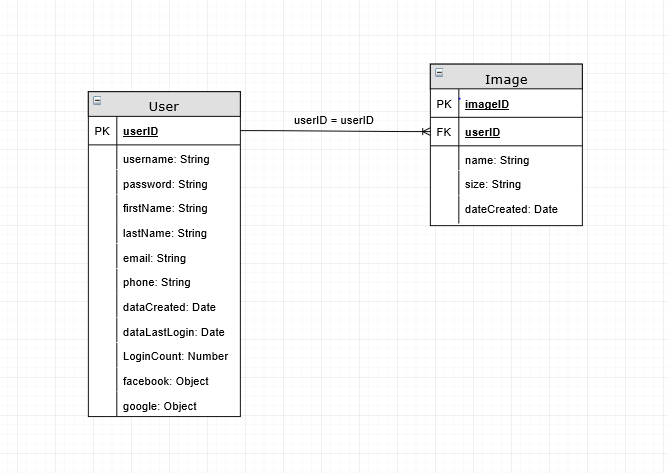 User
PK userID
username: String
password: String
firstName: String
lastName: String
email: String
phone: String
dataCreated: Date
dataLastLogin: Date
LoginCount: Number
facebook: Object
google: Object
userID = userID
Image
PK imageID
FK userID
name: String
size: String
dateCreated: Date